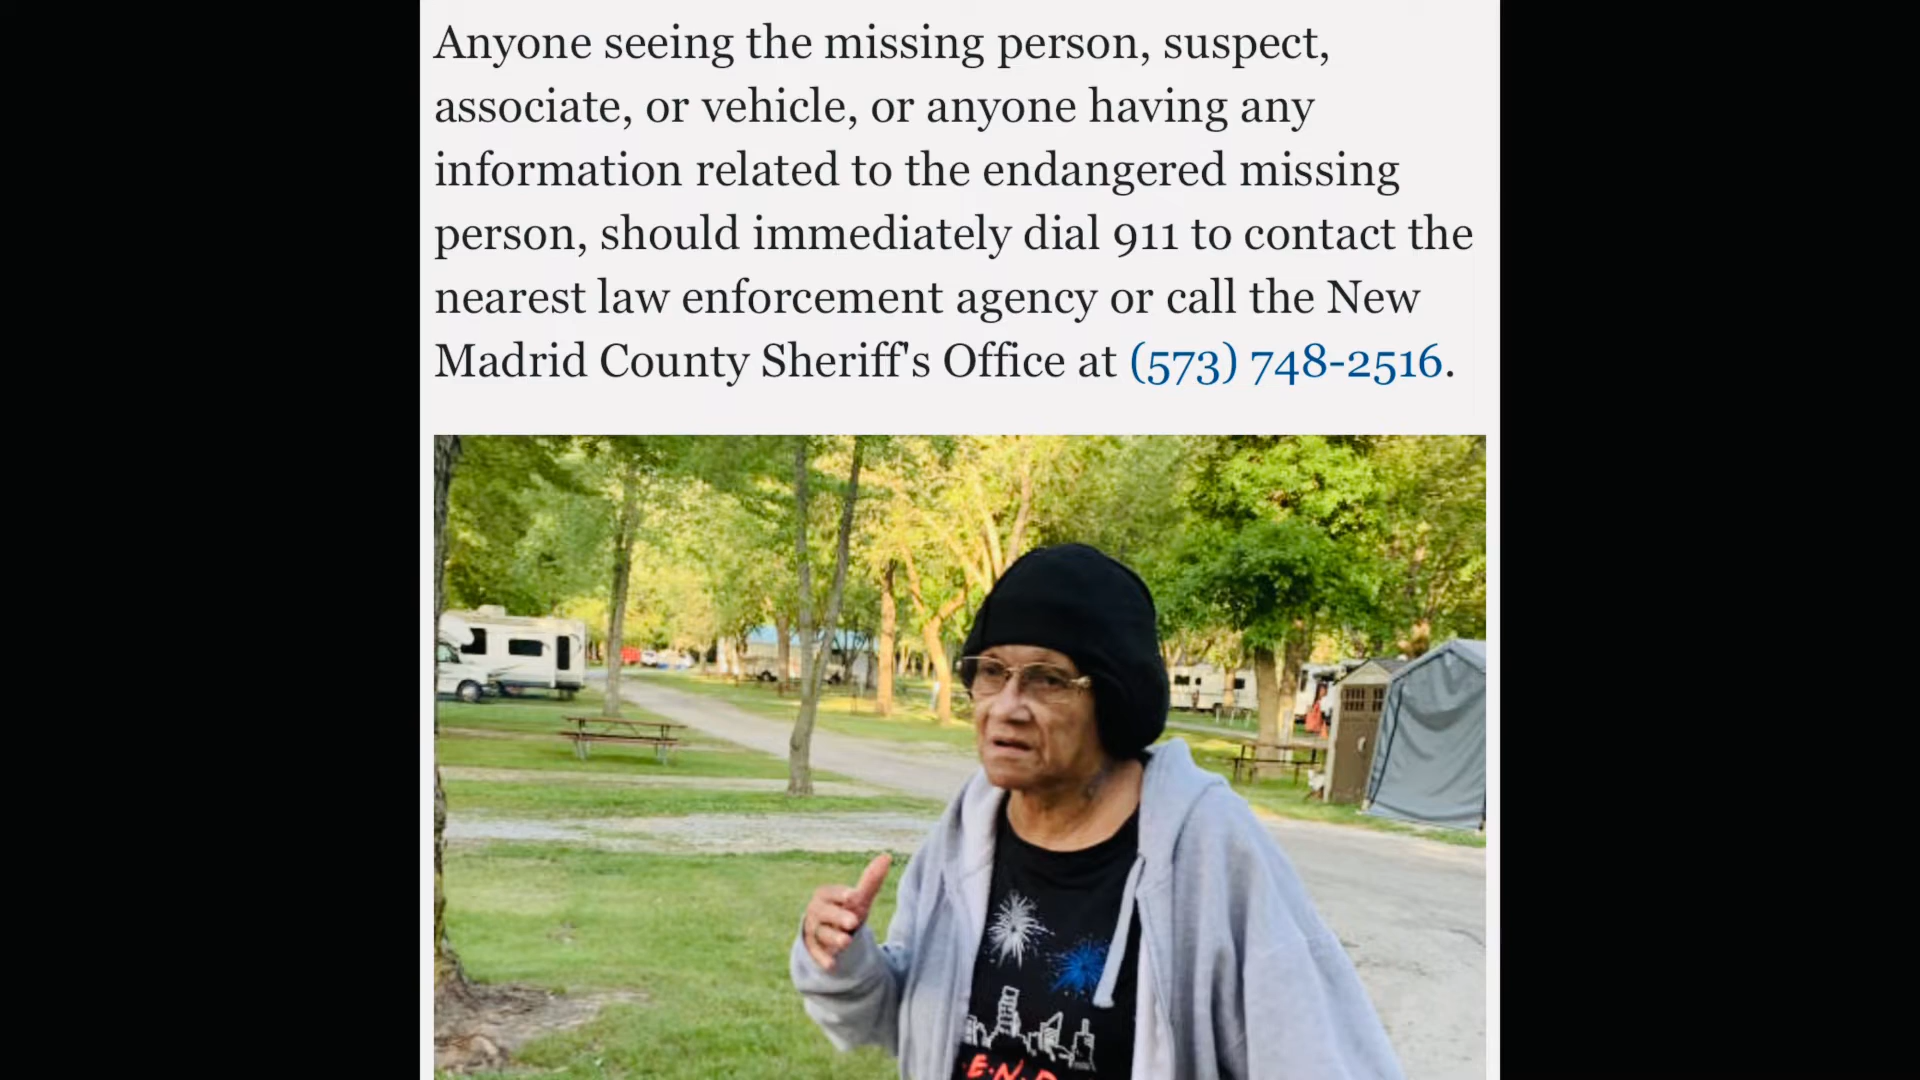 Anyone seeing the missing person, suspect,
associate, or vehicle, or anyone having any
information related to the endangered missing
person, should immediately dial 911 to contact the
nearest law enforcement agency or call the New
Madrid County Sheriff's Office at (573) 748-2516.